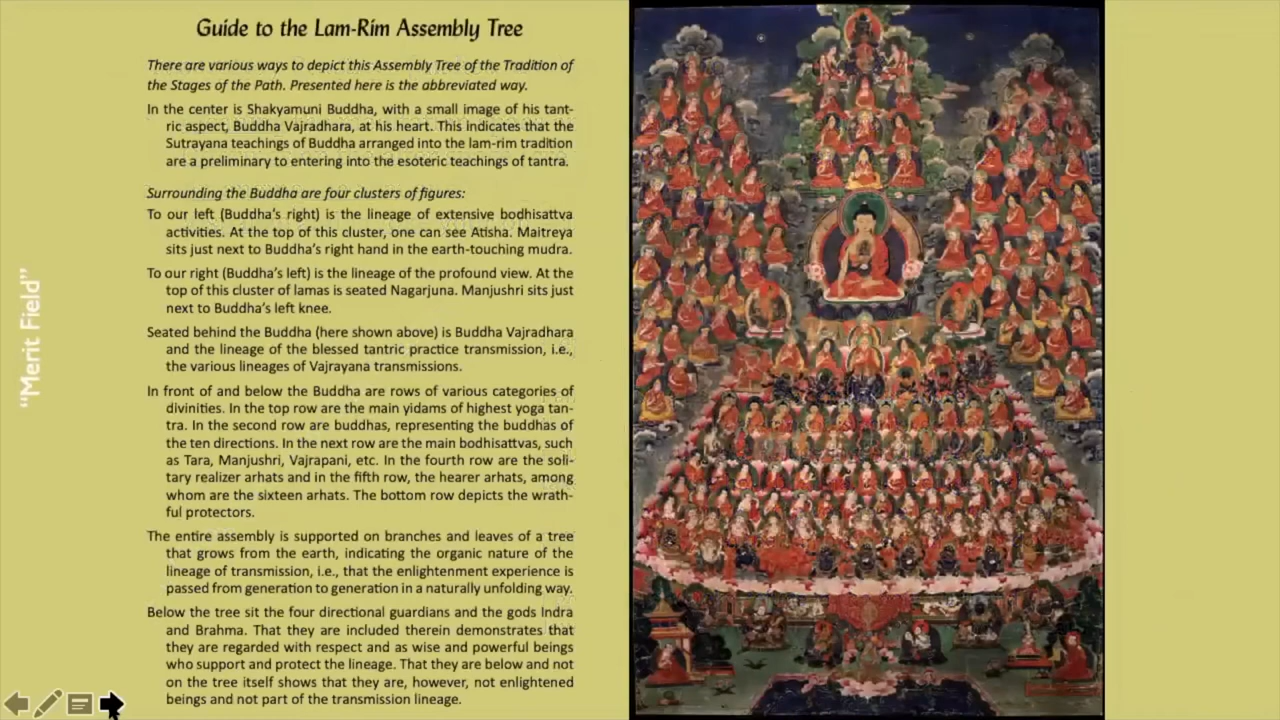 Guide to the Lam-Rim Assembly Tree
There are various ways to depict this Assembly Tree of the Tradition of
the Stages of the Path. Presented here is the abbreviated way.
In the center is Shakyamuni Buddha, with a small image of his tant-
ric aspect, Buddha Vajradhara, at his heart. This indicates that the
Sutrayana teachings of Buddha arranged into the lam-rim tradition
are a preliminary to entering into the esoteric teachings of tantra.
Surrounding the Buddha are four clusters of figures:
To our left (Buddha's right) is the lineage of extensive bodhisattva
activities. At the top of this cluster, one can see Atisha. Maitreya
sits just next to Buddha's right hand in the earth-touching mudra.
To our right (Buddha's left) is the lineage of the profound view. At the
top of this cluster of lamas is seated Nagarjuna. Manjushri sits just
next to Buddha's left knee.
Seated behind the Buddha (here shown above) is Buddha Vajradhara
and the lineage of the blessed tantric practice transmission, i.e.,
the various lineages of Vajrayana transmissions.
In front of and below the Buddha are rows of various categories of
divinities. In the top row are the main yidams of highest yoga tan-
tra. In the second row are buddhas, representing the buddhas of
the ten directions. In the next row are the main bodhisattvas, such
as Tara, Manjushri, Vajrapani, etc. In the fourth row are the soli-
tary realizer arhats and in the fifth row, the hearer arhats, among
whom are the sixteen arhats. The bottom row depicts the wrath-
ful protectors.
The entire assembly is supported on branches and leaves of a tree
that grows from the earth, indicating the organic nature of the
lineage of transmission, i.e., that the enlightenment experience is
passed from generation to generation in a naturally unfolding way.
Below the tree sit the four directional guardians and the gods Indra
and Brahma. That they are included therein demonstrates that
they are regarded with respect and as wise and powerful beings
who support and protect the lineage. That they are below and not
on the tree itself shows that they are, however, not enlightened
beings and not part of the transmission lineage.
"Merit Field"